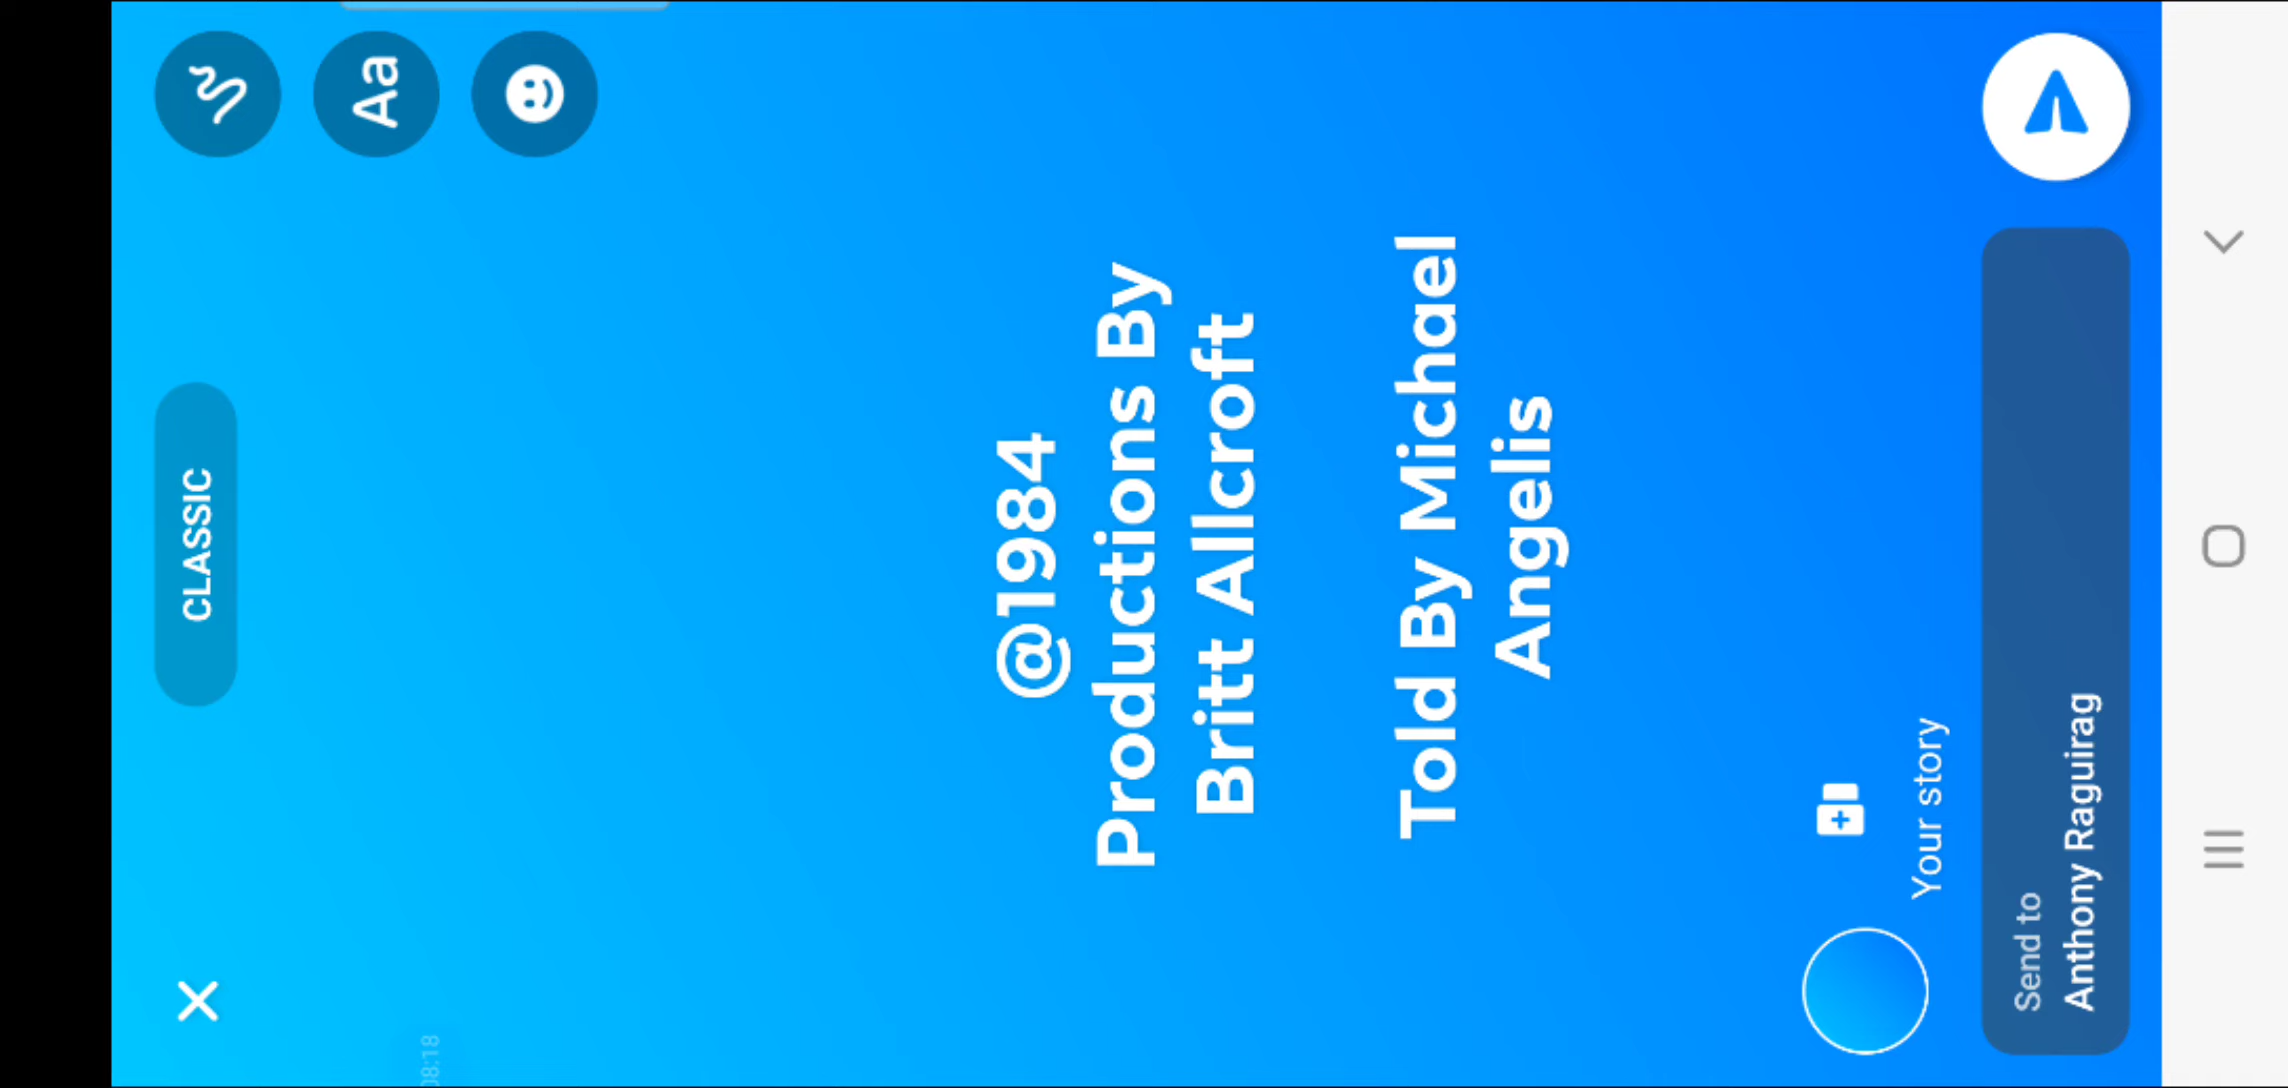 CLASSIC
Aa
@1984
Productions By
Britt Allcroft
Told By Michael
Angelis
Your story
Send to
Anthony Raguirag